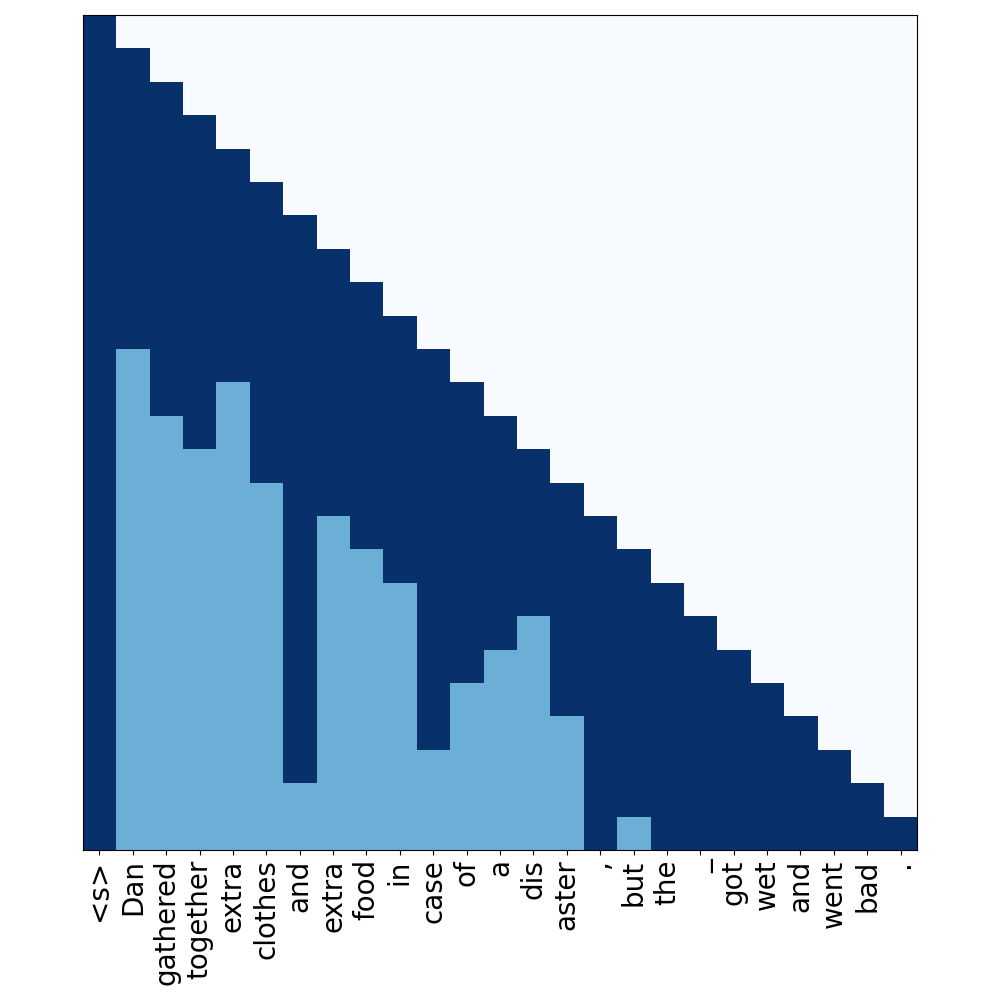 <s> Dan gathered together extra clothes and extra food in case of a dis aster , but the _ got wet and went bad .